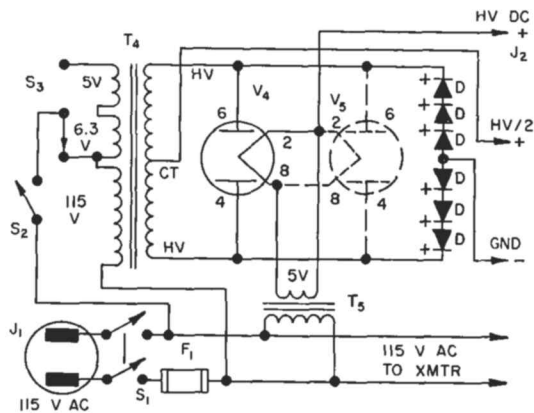 HV DC
+
J2
T4
S3
5V
HV
V4
V5
+ D
6
6
+ D
2
2
+ D
HV/2
+
6.3
V
CT
8
8
115
V
4
4
+ D
+ D
+ D
S2
HV
GND
−
5V
T5
J1
F1
115 V AC
TO XMTR
S1
115 V AC